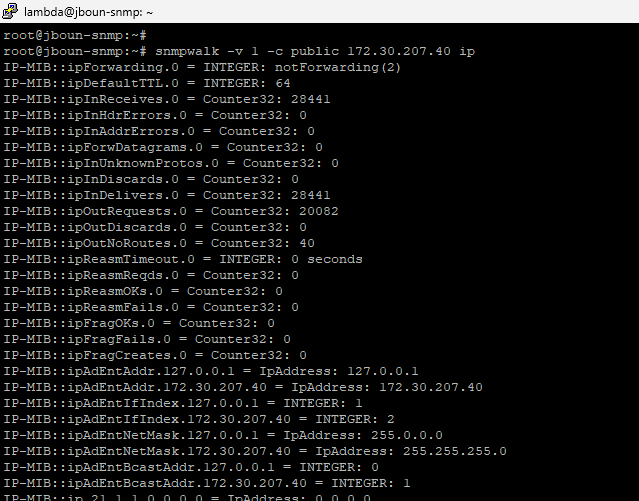 lambda@jboun-snmp: ~
root@jboun-snmp:~#
root@jboun-snmp:~# snmpwalk -v 1 -c public 172.30.207.40 ip
IP-MIB::ipForwarding.0 = INTEGER: notForwarding(2)
IP-MIB::ipDefaultTTL.0 = INTEGER: 64
IP-MIB::ipInReceives.0 = Counter32: 28441
IP-MIB::ipInHdrErrors.0 = Counter32: 0
IP-MIB::ipInAddrErrors.0 = Counter32: 0
IP-MIB::ipForwDatagrams.0 = Counter32: 0
IP-MIB::ipInUnknownProtos.0 = Counter32: 0
IP-MIB::ipInDiscards.0 = Counter32: 0
IP-MIB::ipInDelivers.0 = Counter32: 28441
IP-MIB::ipOutRequests.0 = Counter32: 20082
IP-MIB::ipOutDiscards.0 = Counter32: 0
IP-MIB::ipOutNoRoutes.0 = Counter32: 40
IP-MIB::ipReasmTimeout.0 = INTEGER: 0 seconds
IP-MIB::ipReasmReqds.0 = Counter32: 0
IP-MIB::ipReasmOKs.0 = Counter32: 0
IP-MIB::ipReasmFails.0 = Counter32: 0
IP-MIB::ipFragOKs.0 = Counter32: 0
IP-MIB::ipFragFails.0 = Counter32: 0
IP-MIB::ipFragCreates.0 = Counter32: 0
IP-MIB::ipAdEntAddr.127.0.0.1 = IpAddress: 127.0.0.1
IP-MIB::ipAdEntAddr.172.30.207.40 = IpAddress: 172.30.207.40
IP-MIB::ipAdEntIfIndex.127.0.0.1 = INTEGER: 1
IP-MIB::ipAdEntIfIndex.172.30.207.40 = INTEGER: 2
IP-MIB::ipAdEntNetMask.127.0.0.1 = IpAddress: 255.0.0.0
IP-MIB::ipAdEntNetMask.172.30.207.40 = IpAddress: 255.255.255.0
IP-MIB::ipAdEntBcastAddr.127.0.0.1 = INTEGER: 0
IP-MIB::ipAdEntBcastAddr.172.30.207.40 = INTEGER: 1
IP-MIB::ip.21.1.1.0.0.0.0 = IpAddress: 0.0.0.0